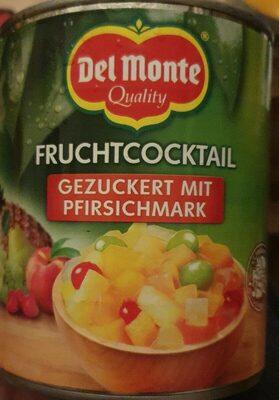 Del Monte
Quality
FRUCHTCOCKTAIL
GEZUCKERT MIT
PFIRSICHMARK